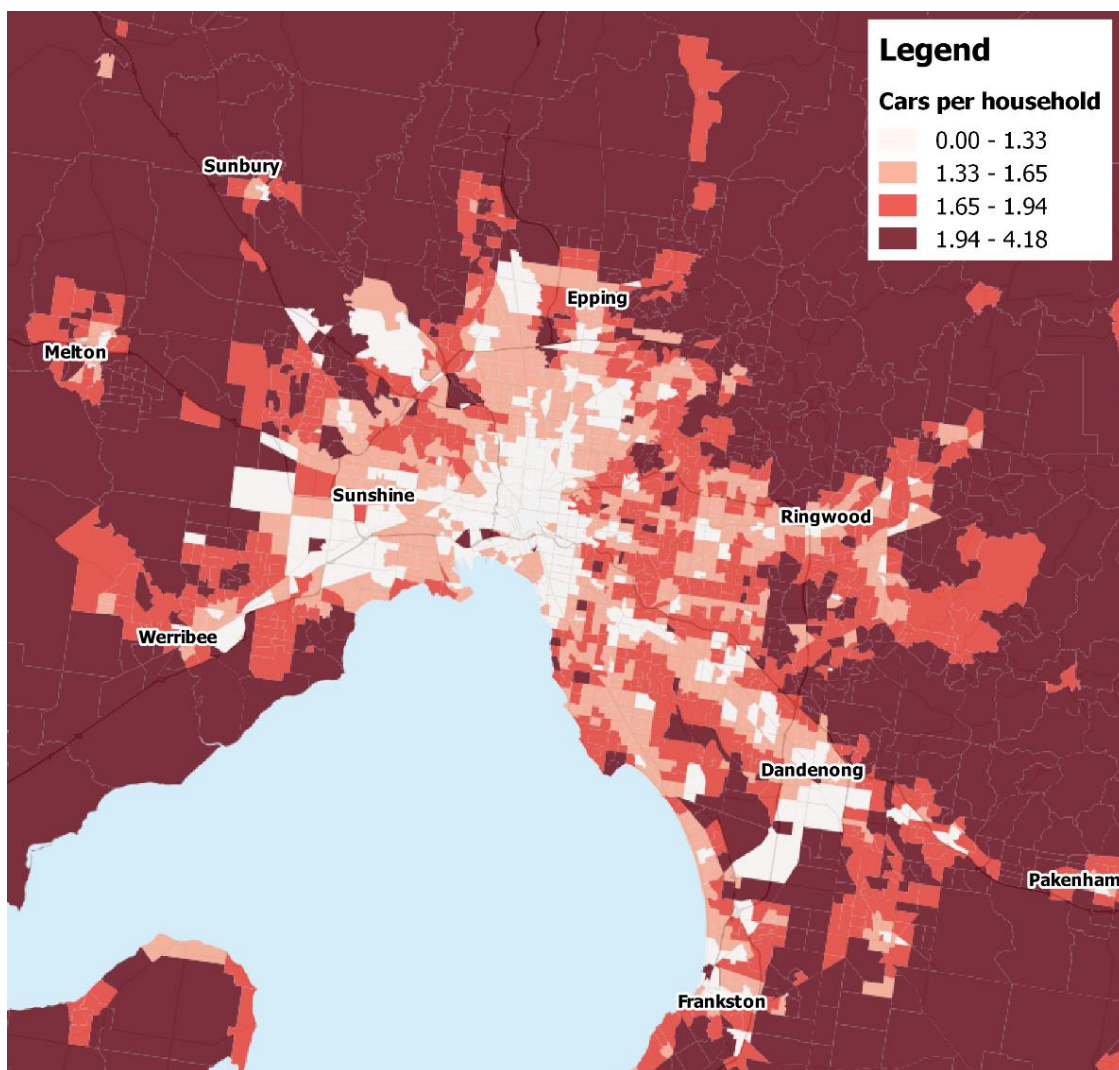 Legend
Cars per household
0.00 - 1.33
1.33 - 1.65
1.65 - 1.94
1.94 - 4.18
Sunbury
Epping
Melton
Sunshine
Ringwood
Werribee
Dandenong
Pakenham
Frankston